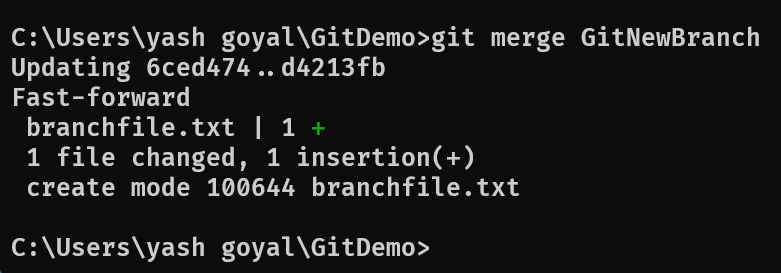 C:\Users\yash goyal\GitDemo>git merge GitNewBranch
Updating 6ced474..d4213fb
Fast-forward
 branchfile.txt | 1 +
 1 file changed, 1 insertion(+)
 create mode 100644 branchfile.txt
C:\Users\yash goyal\GitDemo>